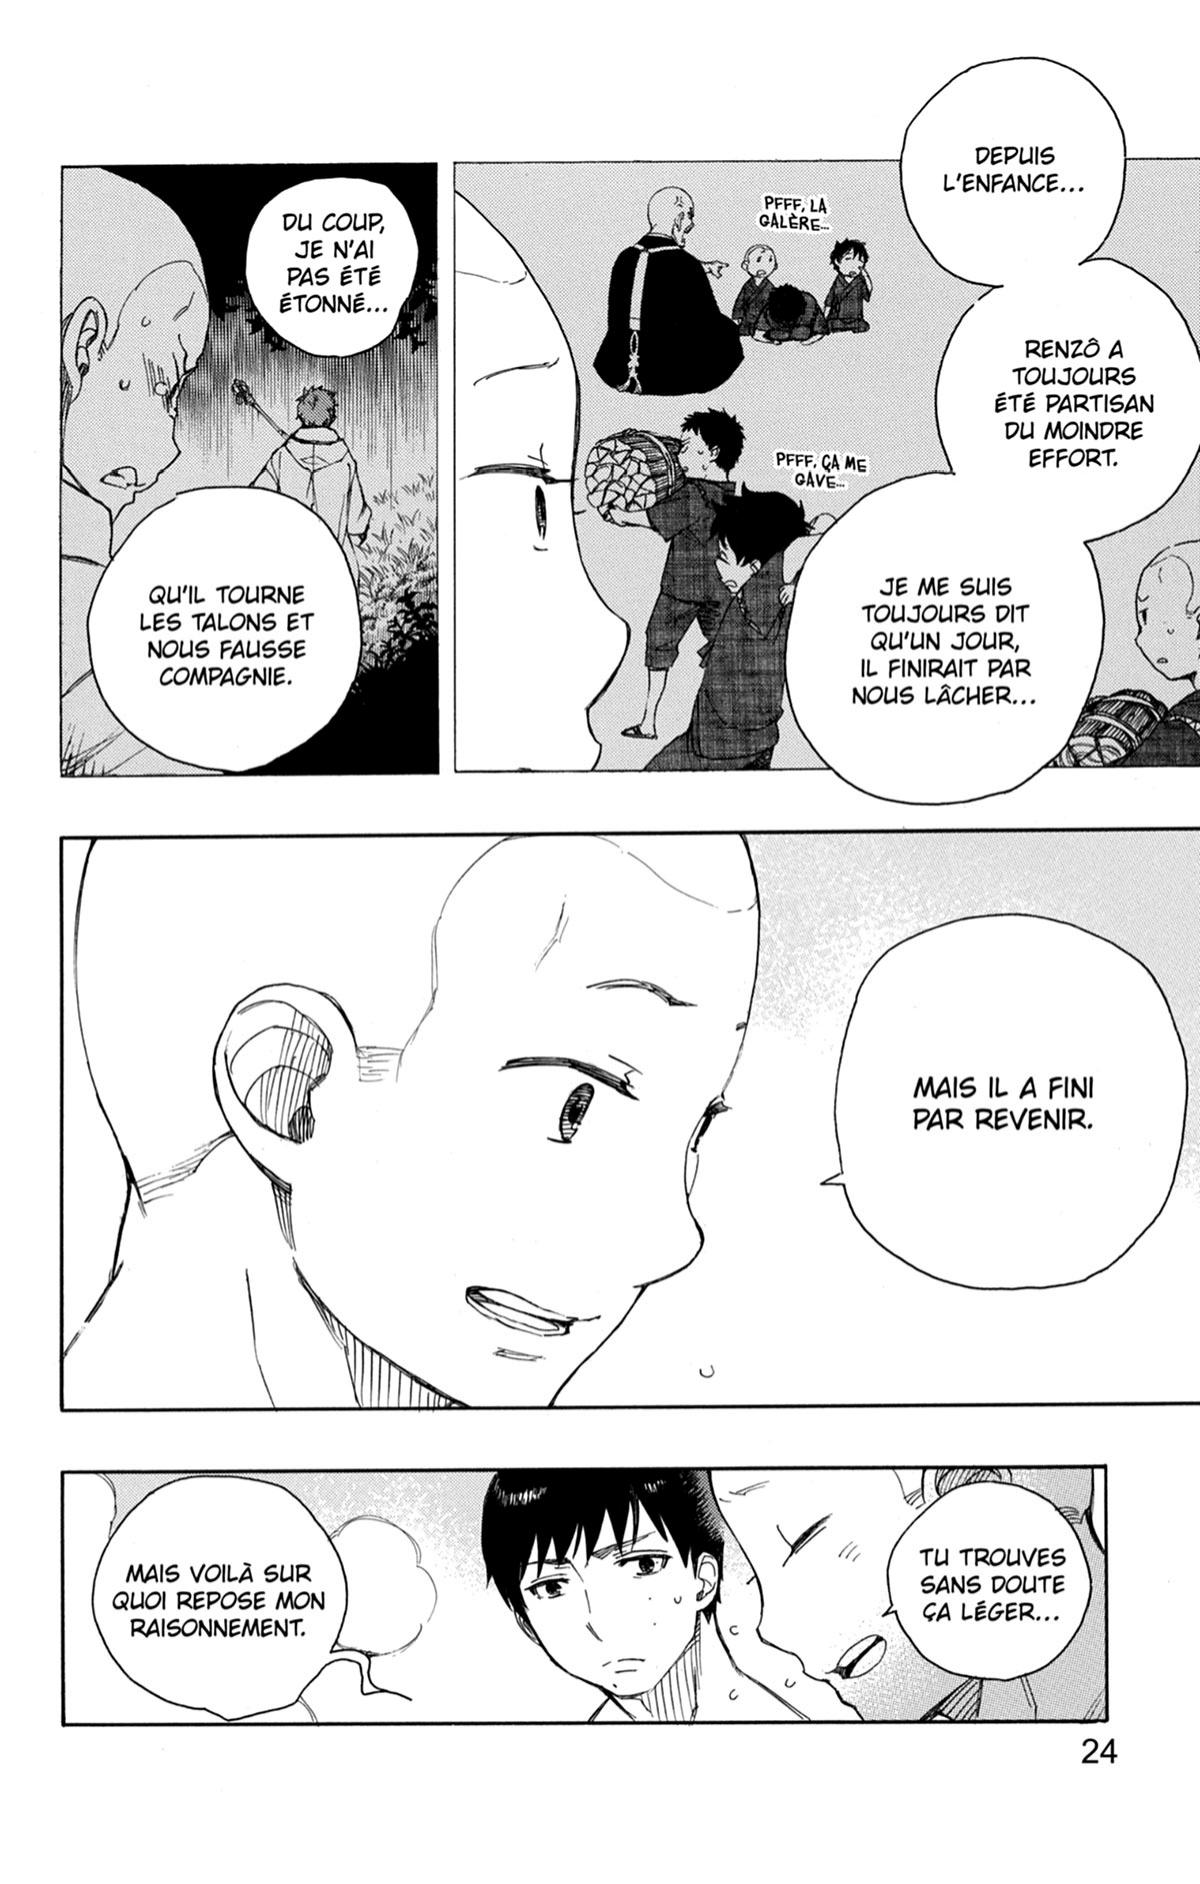 DEPUIS
L'ENFANCE...
PFFF, LA
GALÈRE...
RENZÔ A
TOUJOURS
ÉTÉ PARTISAN
DU MOINDRE
EFFORT.
PFFF, ÇA ME
GAVE...
JE ME SUIS
TOUJOURS DIT
QU'UN JOUR,
IL FINIRAIT PAR
NOUS LÂCHER...
DU COUP,
JE N'AI
PAS ÉTÉ
ÉTONNÉ...
QU'IL TOURNE
LES TALONS ET
NOUS FAUSSE
COMPAGNIE.
MAIS IL A FINI
PAR REVENIR.
TU TROUVES
SANS DOUTE
ÇA LÉGER...
MAIS VOILÀ SUR
QUOI REPOSE MON
RAISONNEMENT.
24